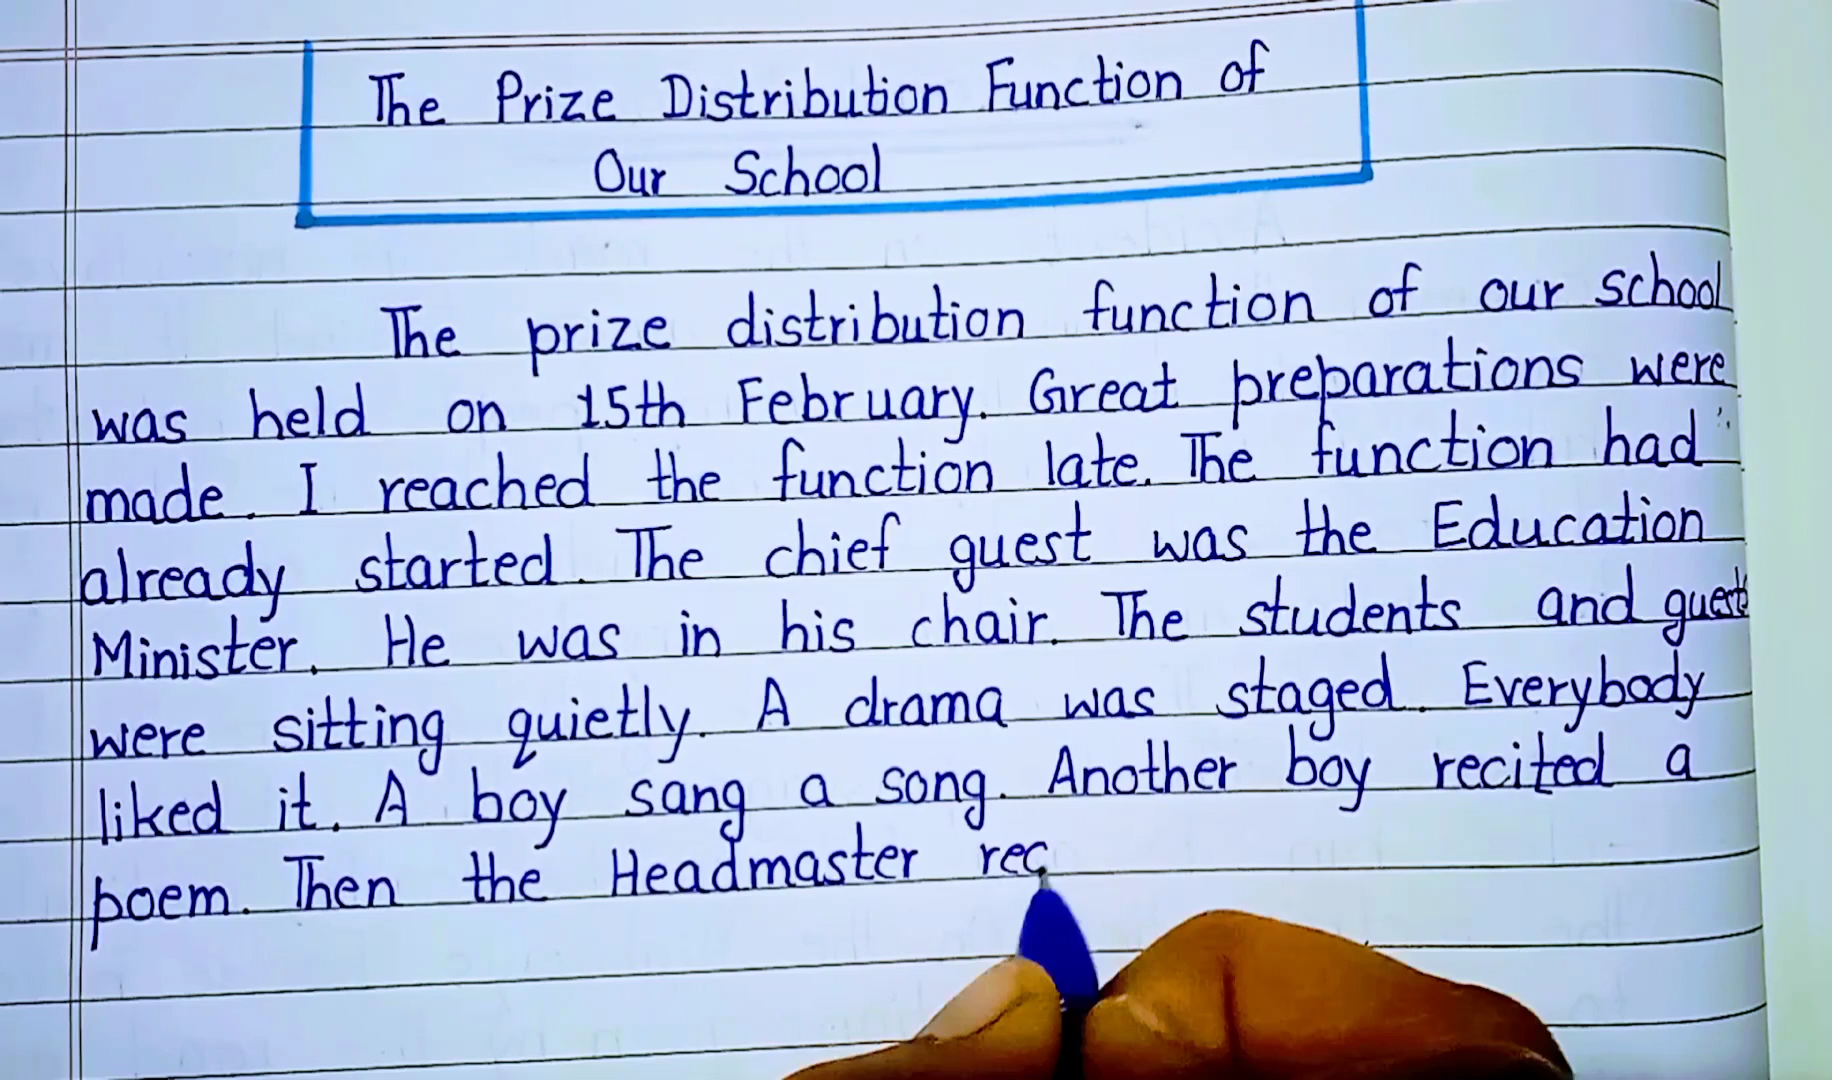 The Prize Distribution Function of
Our School
The prize distribution function of our school
was held on 15th February. Great preparations were
made. I reached the function late. The function had
already started. The chief guest was the Education
Minister. He was in his chair. The students and guests
were sitting quietly. A drama was staged. Everybody
liked it. A boy sang a song. Another boy recited a
poem. Then the Headmaster rec